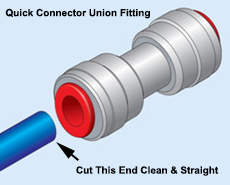 Quick Connector Union Fitting
Cut This End Clean & Straight